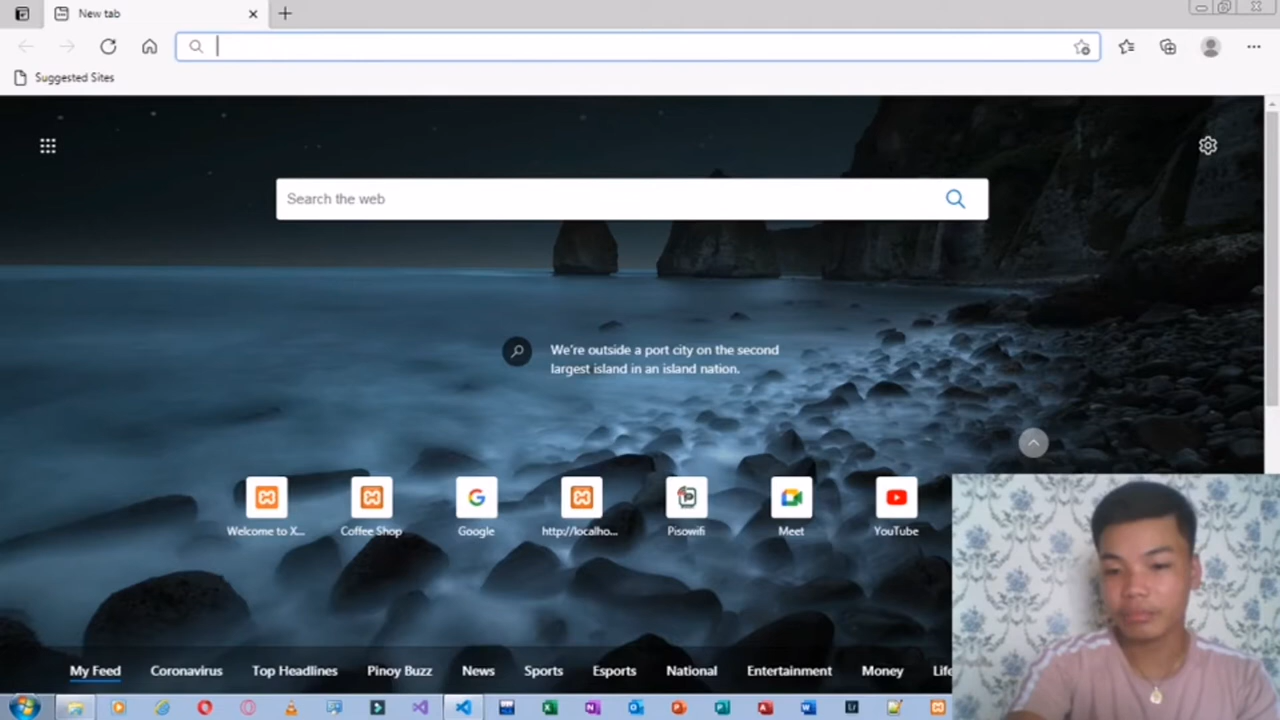 New tab
Suggested Sites
Search the web
We're outside a port city on the second
largest island in an island nation.
Welcome to X...
Coffee Shop
Google
http://localho...
Pisowifi
Meet
YouTube
My Feed
Coronavirus
Top Headlines
Pinoy Buzz
News
Sports
Esports
National
Entertainment
Money
Life